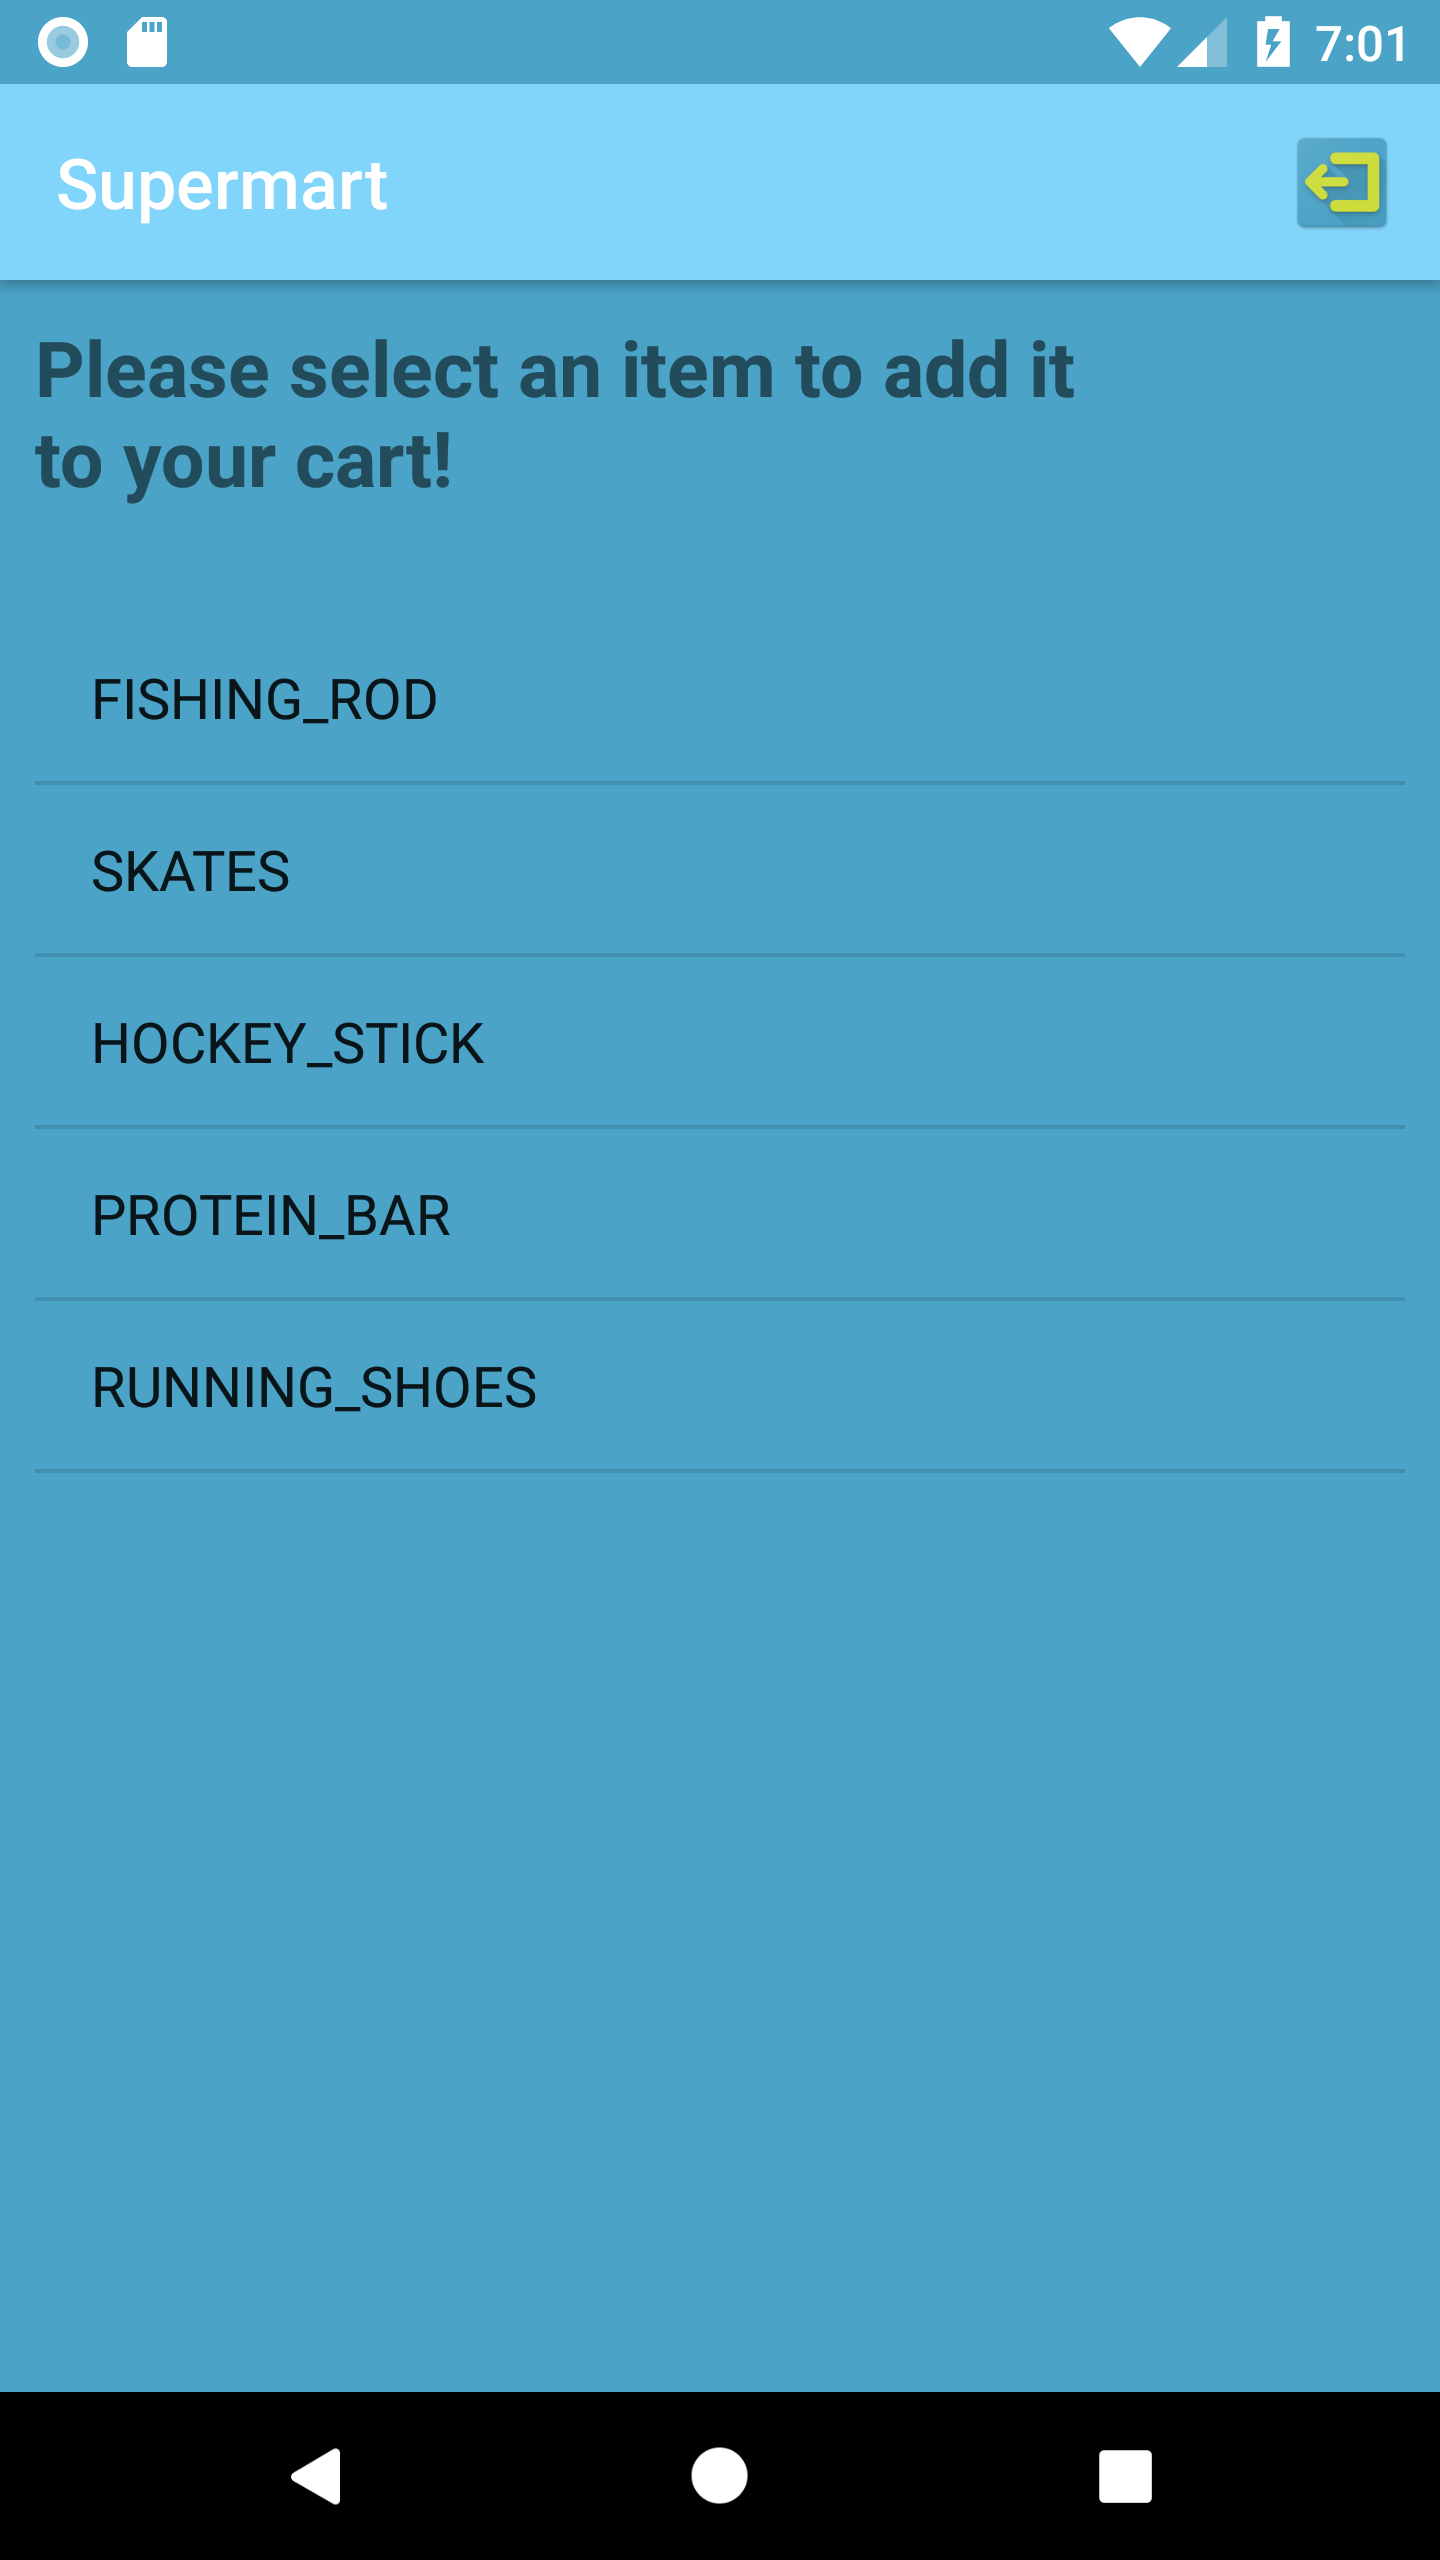 7:01
Supermart
Please select an item to add it
to your cart!
FISHING_ROD
SKATES
HOCKEY_STICK
PROTEIN_BAR
RUNNING_SHOES